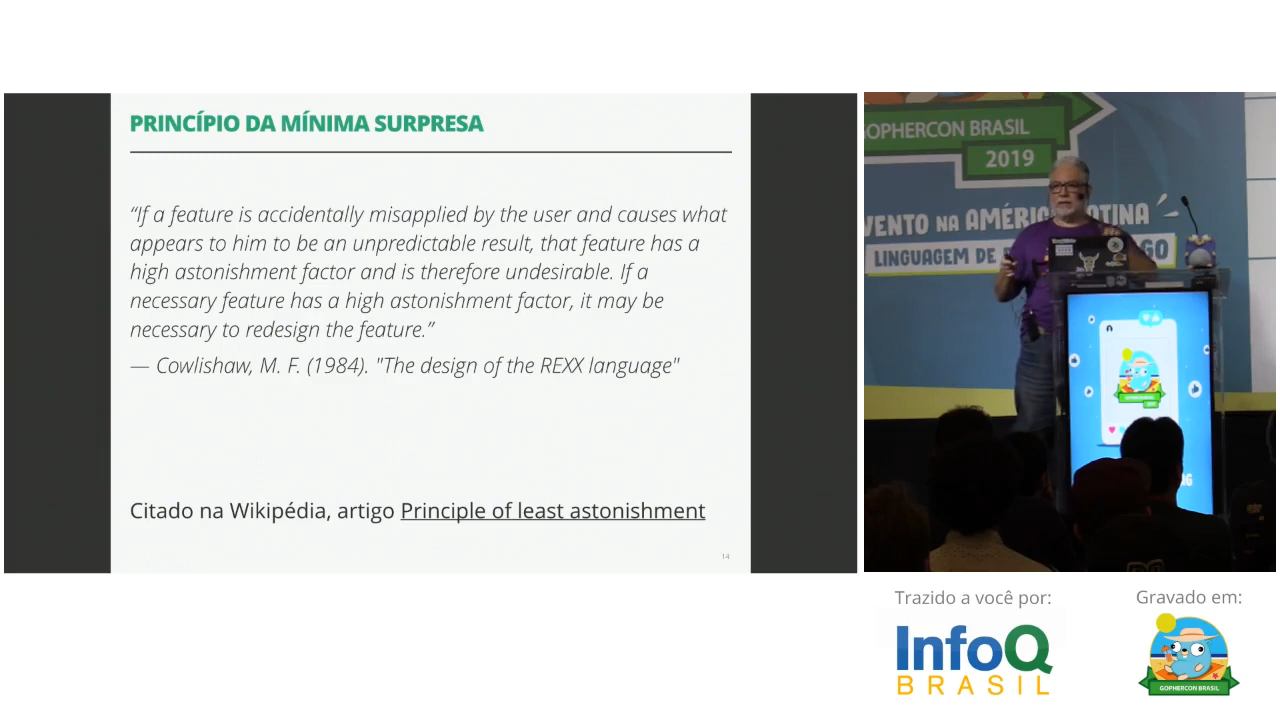 PRINCÍPIO DA MÍNIMA SURPRESA
“If a feature is accidentally misapplied by the user and causes what
appears to him to be an unpredictable result, that feature has a
high astonishment factor and is therefore undesirable. If a
necessary feature has a high astonishment factor, it may be
necessary to redesign the feature.”
— Cowlishaw, M. F. (1984). "The design of the REXX language"
Citado na Wikipédia, artigo Principle of least astonishment
14
GOPHERCON BRASIL
2019
VENTO NA AMÉRIC TINA
LINGUAGEM DE GO
GOPHERCON
Trazido a você por:
InfoQ
BRASIL
Gravado em:
GOPHERCON BRASIL